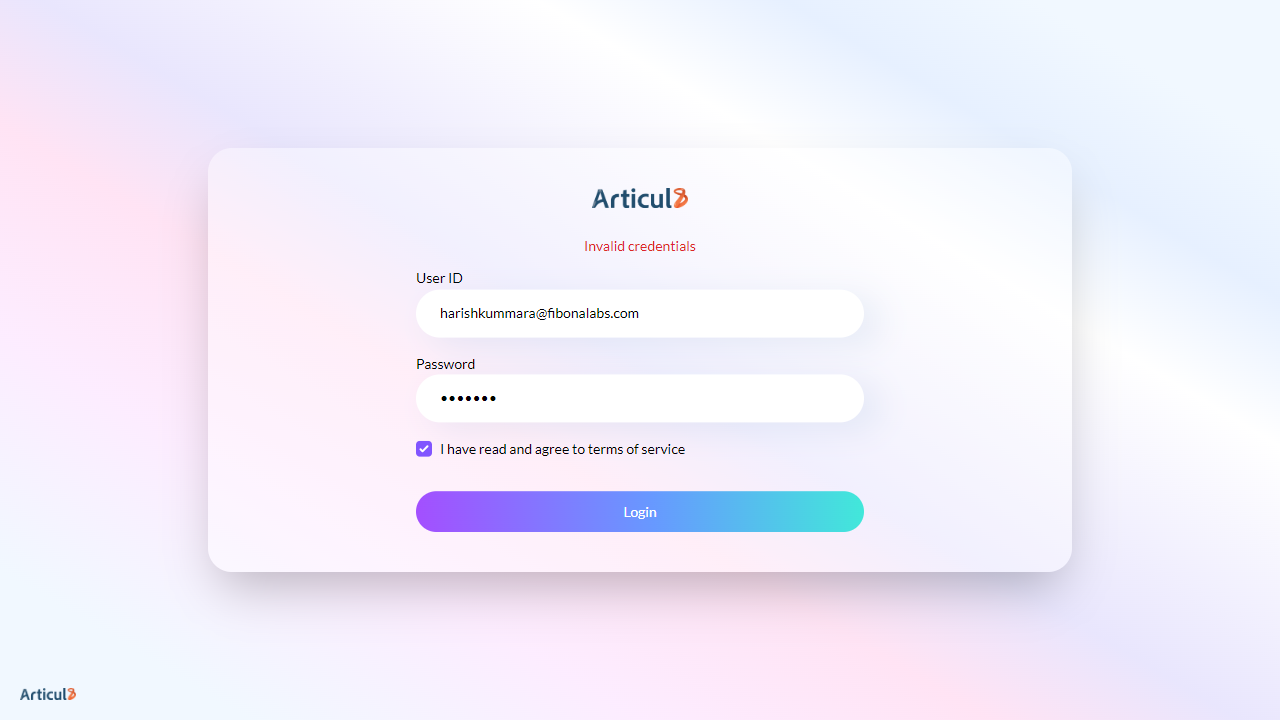 Articul8
Invalid credentials
User ID
harishkummara@fibonalabs.com
Password
•••••••
I have read and agree to terms of service
Login
Articul8